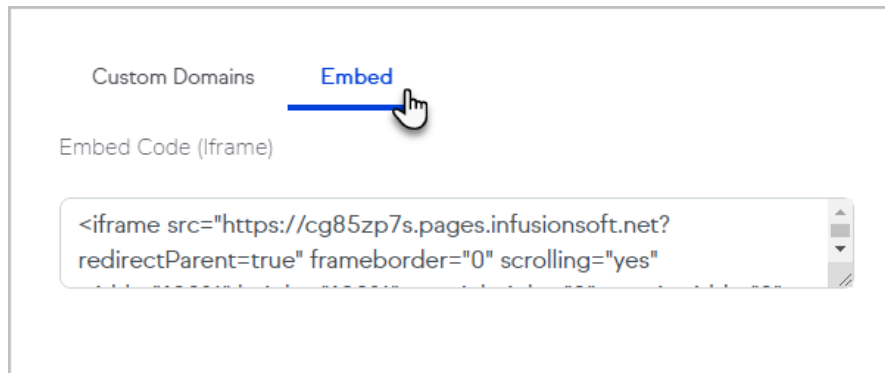 Custom Domains
Embed
Embed Code (Iframe)
<iframe src="https://cg85zp7s.pages.infusionsoft.net?
redirectParent=true" frameborder="0" scrolling="yes"